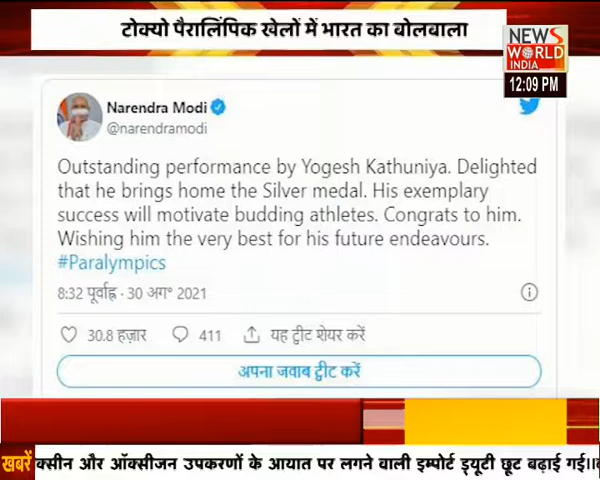 टोक्यो पैरालिंपिक खेलों में भारत का बोलबाला
NEWS
WORLD
INDIA
12:09 PM
Narendra Modi
@narendramodi
Outstanding performance by Yogesh Kathuniya. Delighted
that he brings home the Silver medal. His exemplary
success will motivate budding athletes. Congrats to him.
Wishing him the very best for his future endeavours.
#Paralympics
8:32 पूर्वाह्न · 30 अग॰ 2021
30.8 हज़ार 411 यह ट्वीट शेयर करें
अपना जवाब ट्वीट करें
खबरें क्सीन और ऑक्सीजन उपकरणों के आयात पर लगने वाली इम्पोर्ट ड्यूटी छूट बढ़ाई गई।।